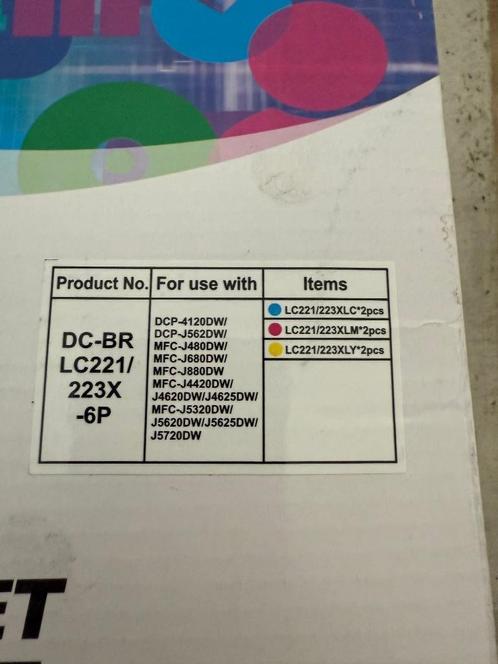 Product No. For use with Items
DC-BR
LC221/
223X
-6P
DCP-4120DW/
DCP-J562DW/
MFC-J480DW/
MFC-J680DW/
MFC-J880DW
MFC-J4420DW/
J4620DW/J4625DW/
MFC-J5320DW/
J5620DW/J5625DW/
J5720DW
LC221/223XLC*2pcs
LC221/223XLM*2pcs
LC221/223XLY*2pcs
ET